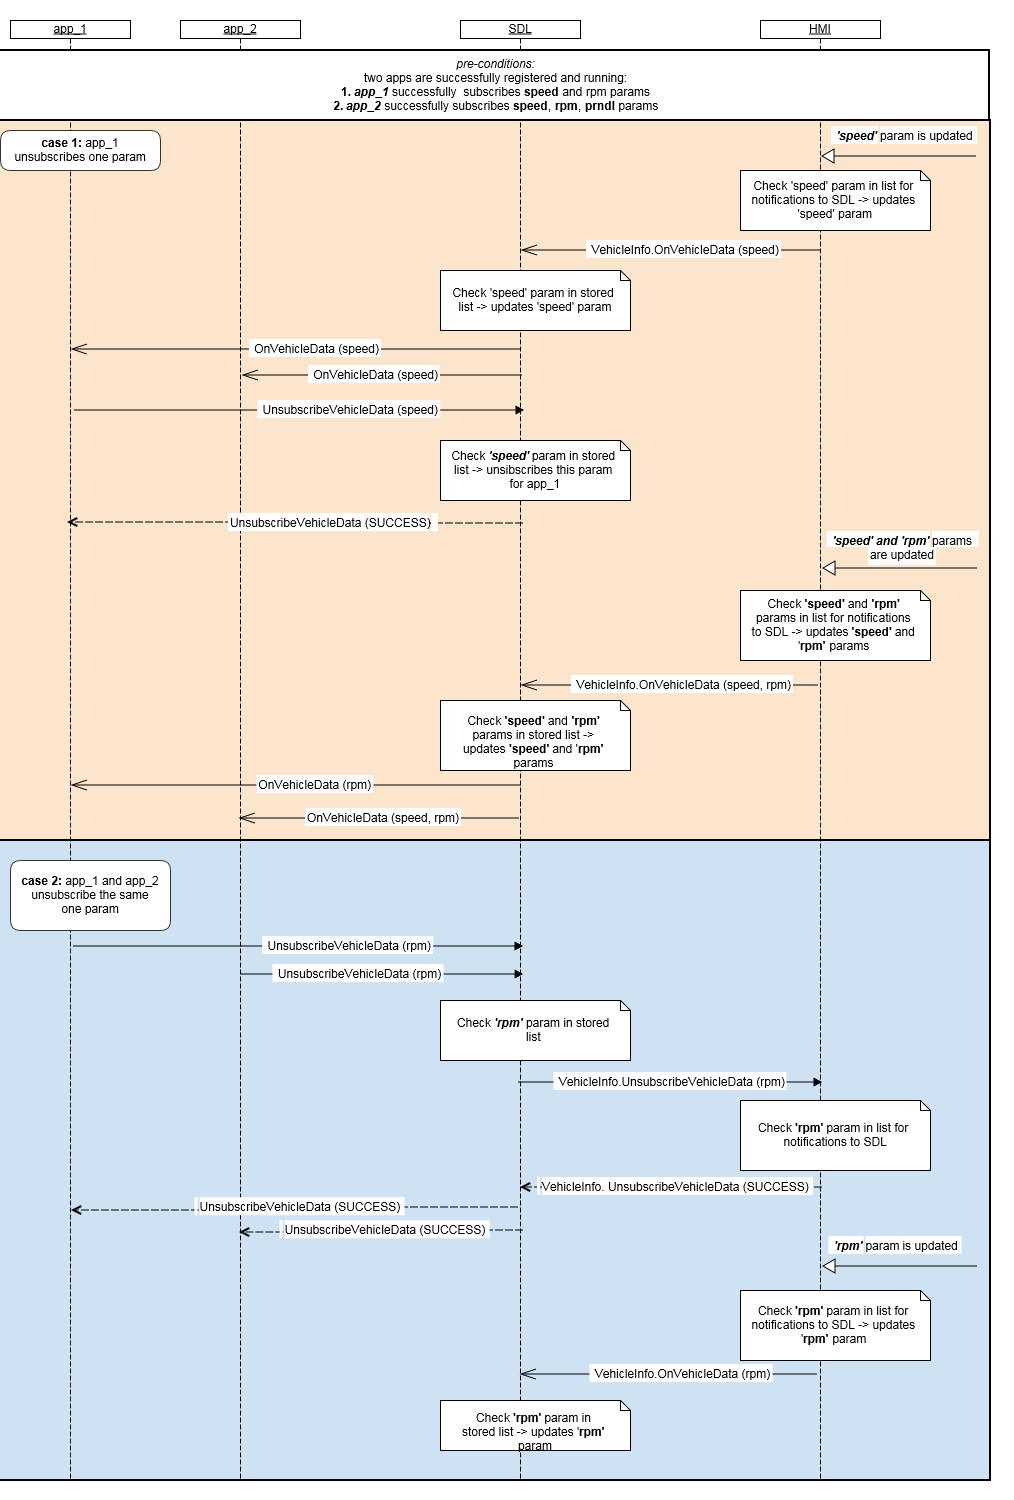 app_1 app_2 SDL HMI
pre-conditions:
two apps are successfully registered and running:
1. app_1 successfully subscribes speed and rpm params
2. app_2 successfully subscribes speed, rpm, prndl params
case 1: app_1
unsubscribes one param
'speed' param is updated
Check 'speed' param in list for
notifications to SDL -> updates
'speed' param
VehicleInfo.OnVehicleData (speed)
Check 'speed' param in stored
list -> updates 'speed' param
OnVehicleData (speed)
OnVehicleData (speed)
UnsubscribeVehicleData (speed)
Check 'speed' param in stored
list -> unsibscribes this param
for app_1
UnsubscribeVehicleData (SUCCESS)
'speed' and 'rpm' params
are updated
Check 'speed' and 'rpm'
params in list for notifications
to SDL -> updates 'speed' and
'rpm' params
VehicleInfo.OnVehicleData (speed, rpm)
Check 'speed' and 'rpm'
params in stored list ->
updates 'speed' and 'rpm'
params
OnVehicleData (rpm)
OnVehicleData (speed, rpm)
case 2: app_1 and app_2
unsubscribe the same
one param
UnsubscribeVehicleData (rpm)
UnsubscribeVehicleData (rpm)
Check 'rpm' param in stored
list
VehicleInfo.UnsubscribeVehicleData (rpm)
Check 'rpm' param in list for
notifications to SDL
VehicleInfo. UnsubscribeVehicleData (SUCCESS)
UnsubscribeVehicleData (SUCCESS)
UnsubscribeVehicleData (SUCCESS)
'rpm' param is updated
Check 'rpm' param in list for
notifications to SDL -> updates
'rpm' param
VehicleInfo.OnVehicleData (rpm)
Check 'rpm' param in
stored list -> updates 'rpm'
param